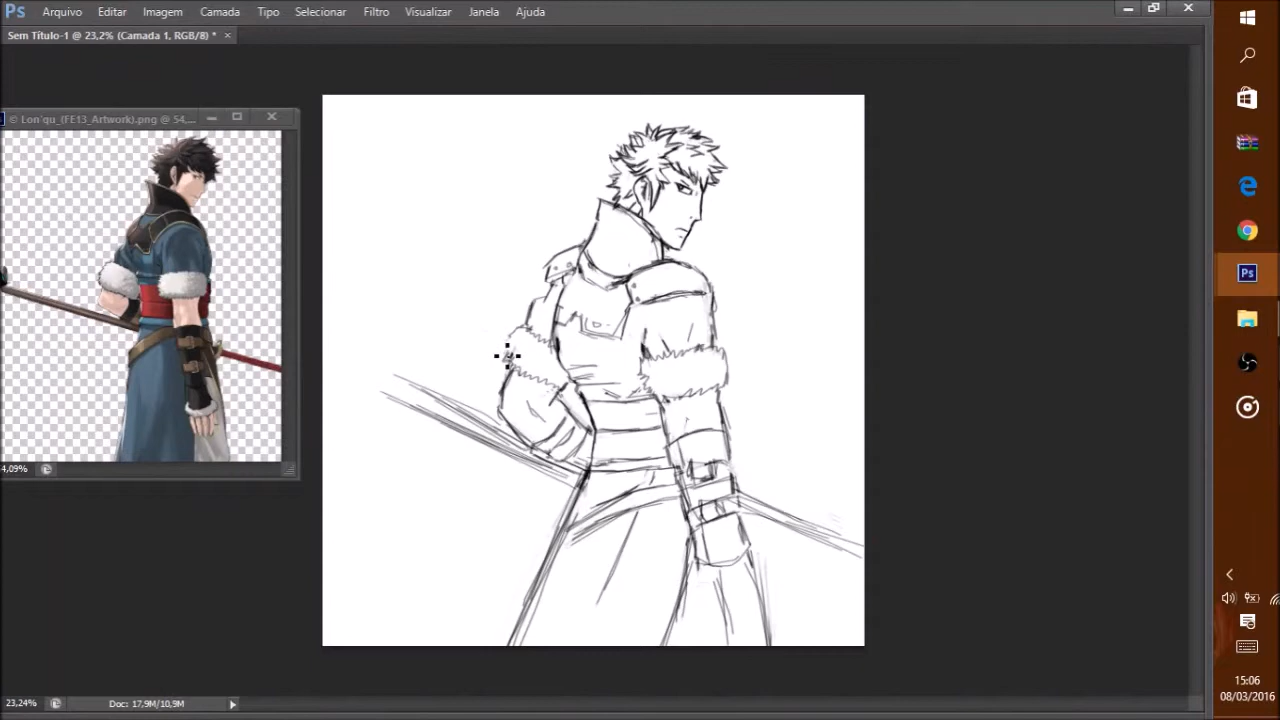 Ps Arquivo Editar Imagem Camada Tipo Selecionar Filtro Visualizar Janela Ajuda
Sem Título-1 @ 23,2% (Camada 1, RGB/8) * ×
© Lon'qu_(FE13_Artwork).png @ 54,...
4,09%
23,24% Doc: 17,9M/10,9M
Ps
15:06
08/03/2016